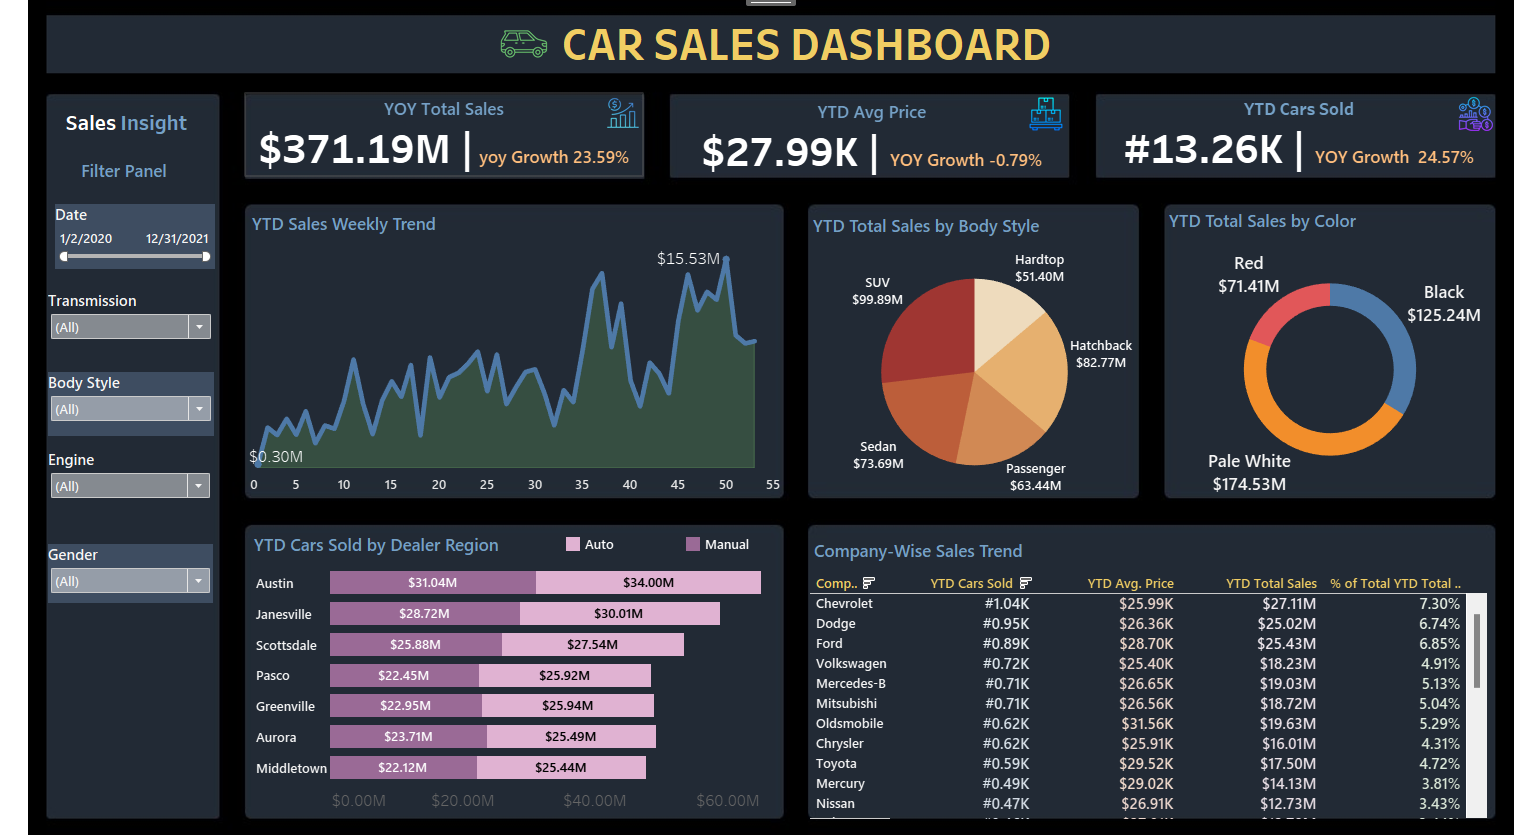 CAR SALES DASHBOARD
Sales Insight
Filter Panel
Date
1/2/2020 12/31/2021
Transmission
(All)
Body Style
(All)
Engine
(All)
Gender
(All)
YOY Total Sales
$371.19M | yoy Growth 23.59%
YTD Avg Price
$27.99K | YOY Growth -0.79%
YTD Cars Sold
#13.26K | YOY Growth 24.57%
YTD Sales Weekly Trend
$15.53M
$0.30M
0 5 10 15 20 25 30 35 40 45 50 55
YTD Total Sales by Body Style
Hardtop
$51.40M
SUV
$99.89M
Hatchback
$82.77M
Sedan
$73.69M
Passenger
$63.44M
YTD Total Sales by Color
Red
$71.41M
Black
$125.24M
Pale White
$174.53M
YTD Cars Sold by Dealer Region Auto Manual
Austin $31.04M $34.00M
Janesville $28.72M $30.01M
Scottsdale $25.88M $27.54M
Pasco $22.45M $25.92M
Greenville $22.95M $25.94M
Aurora $23.71M $25.49M
Middletown $22.12M $25.44M
$0.00M $20.00M $40.00M $60.00M
Company-Wise Sales Trend
Comp.. YTD Cars Sold YTD Avg. Price YTD Total Sales % of Total YTD Total ..
Chevrolet #1.04K $25.99K $27.11M 7.30%
Dodge #0.95K $26.36K $25.02M 6.74%
Ford #0.89K $28.70K $25.43M 6.85%
Volkswagen #0.72K $25.40K $18.23M 4.91%
Mercedes-B #0.71K $26.65K $19.03M 5.13%
Mitsubishi #0.71K $26.56K $18.72M 5.04%
Oldsmobile #0.62K $31.56K $19.63M 5.29%
Chrysler #0.62K $25.91K $16.01M 4.31%
Toyota #0.59K $29.52K $17.50M 4.72%
Mercury #0.49K $29.02K $14.13M 3.81%
Nissan #0.47K $26.91K $12.73M 3.43%